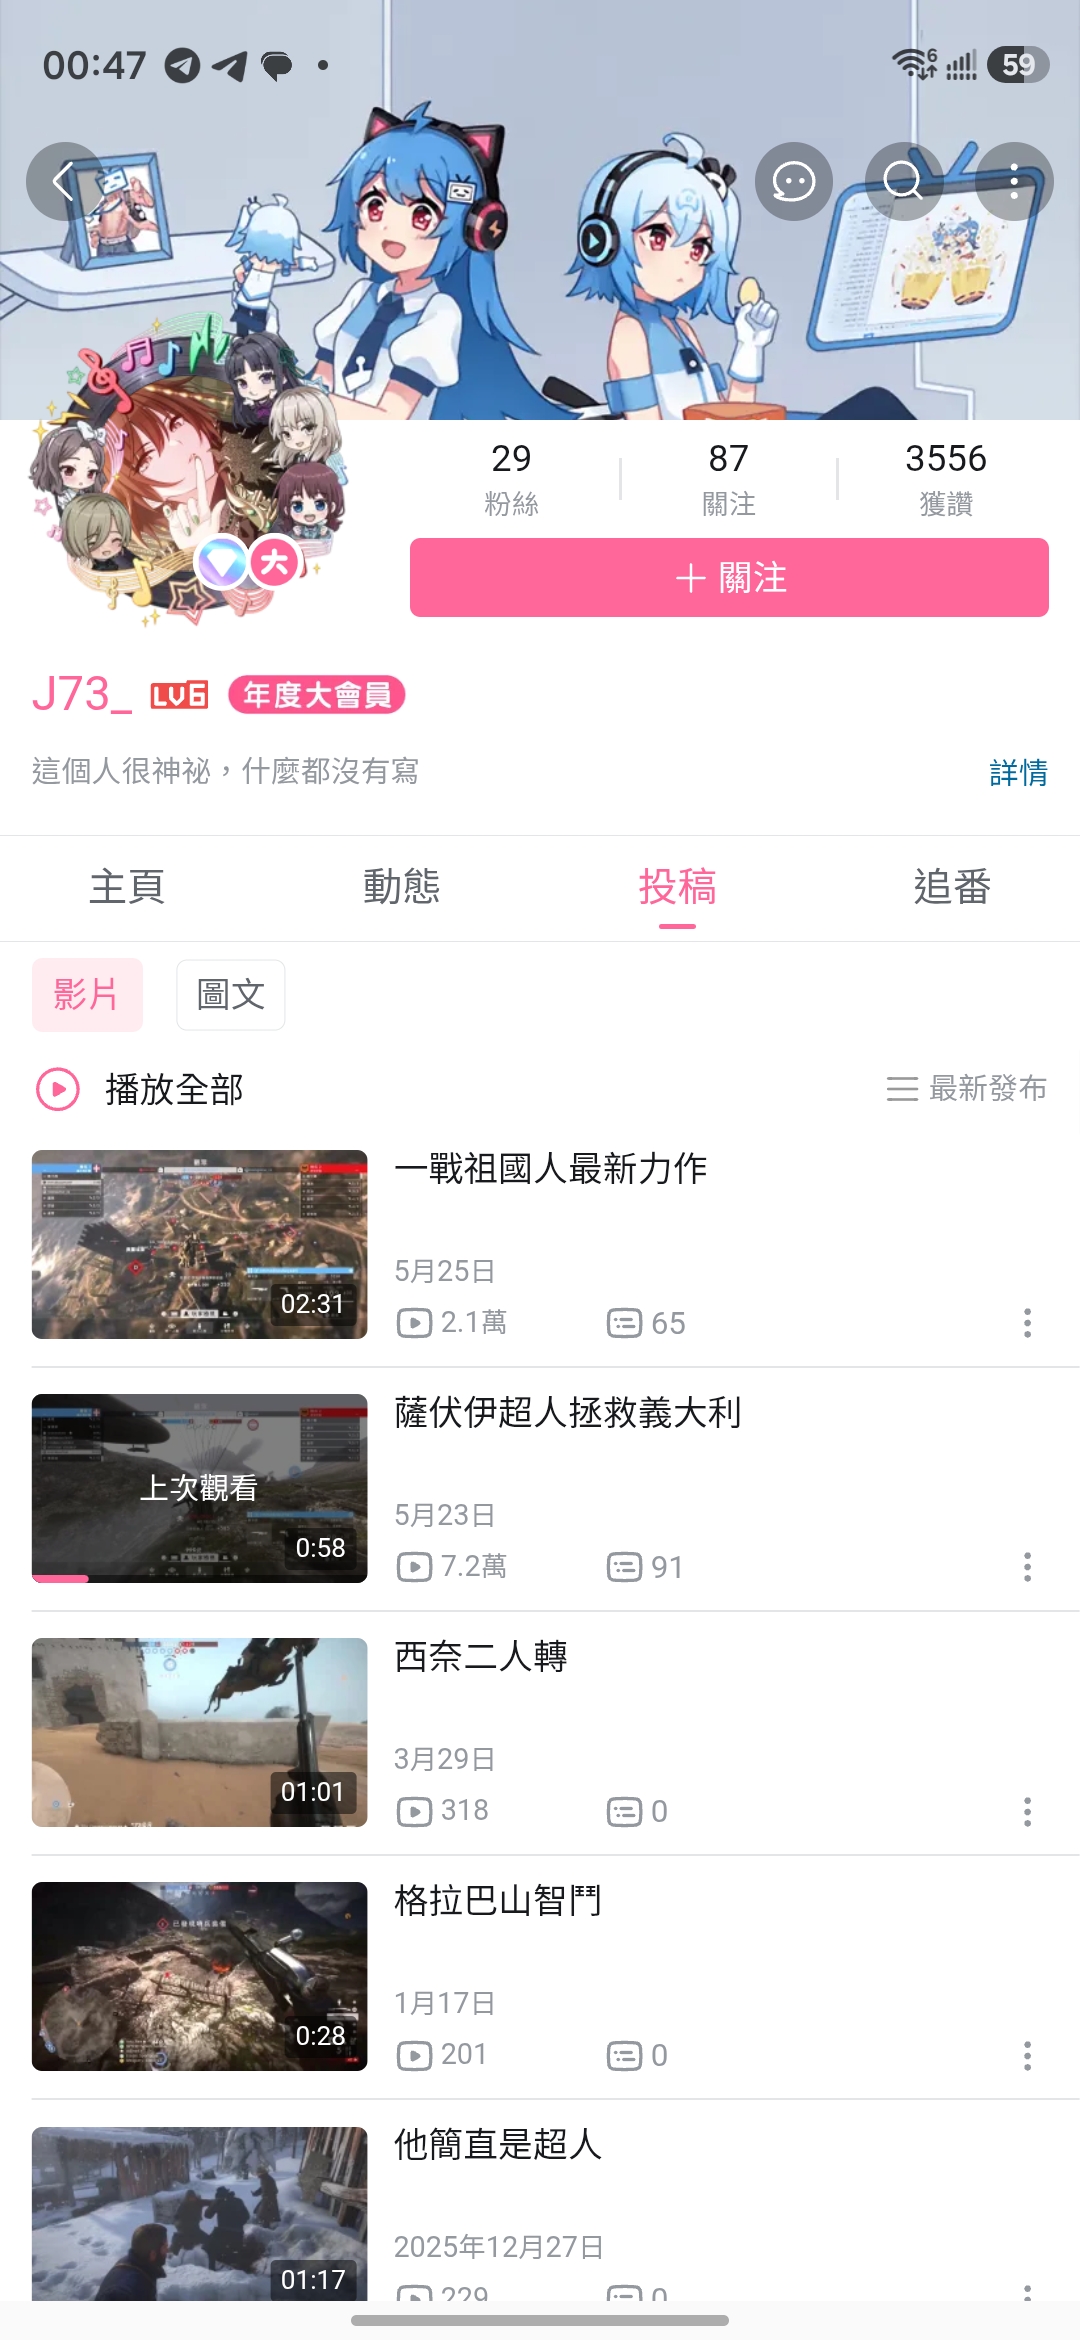 00:47
6
59
29
87
3556
粉絲
關注
獲讚
大
關注
J73_ LV6 年度大會員
這個人很神祕，什麼都沒有寫
詳情
主頁
動態
投稿
追番
影片
圖文
播放全部
最新發布
一戰祖國人最新力作
02:31
5月25日
2.1萬
65
薩伏伊超人拯救義大利
上次觀看
0:58
5月23日
7.2萬
91
西奈二人轉
01:01
3月29日
318
0
格拉巴山智鬥
0:28
1月17日
201
0
他簡直是超人
01:17
2025年12月27日
229
0